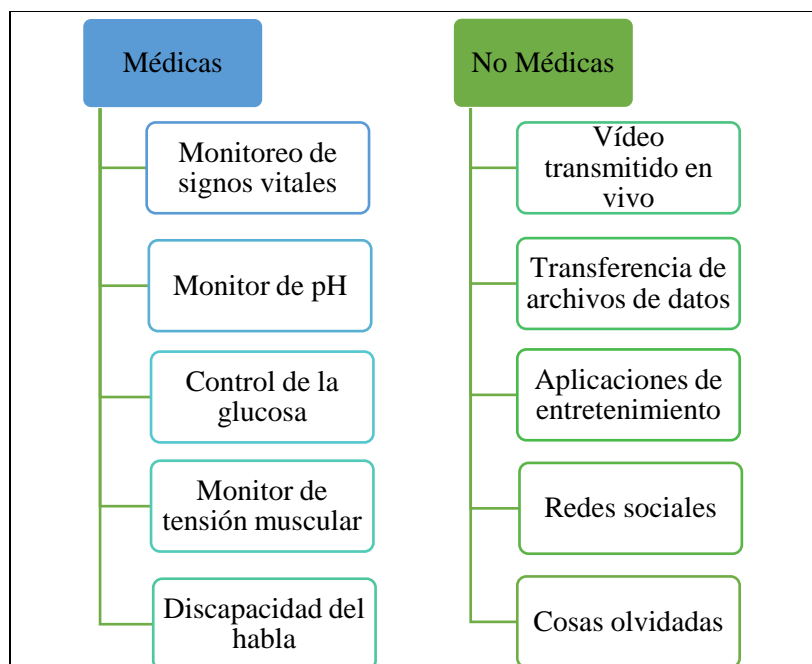 Médicas
Monitoreo de
signos vitales
Monitor de pH
Control de la
glucosa
Monitor de
tensión muscular
Discapacidad del
habla
No Médicas
Vídeo
transmitido en
vivo
Transferencia de
archivos de datos
Aplicaciones de
entretenimiento
Redes sociales
Cosas olvidadas